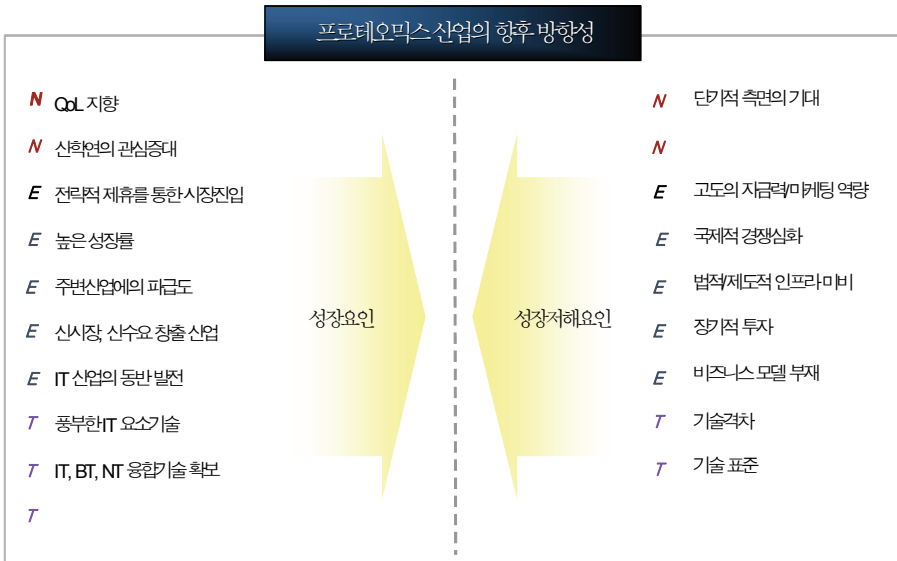 프로테오믹스 산업의 향후 방향성
N QoL 지향
N 산학연의 관심증대
E 전략적 제휴를 통한 시장진입
E 높은 성장률
E 주변산업에의 파급도
E 신시장, 신수요 창출 산업
E IT 산업의 동반 발전
T 풍부한 IT 요소기술
T IT, BT, NT 융합기술 확보
T
성장요인
성장저해요인
N 단기적 측면의 기대
N
E 고도의 자금력/마케팅 역량
E 국제적 경쟁심화
E 법적/제도적 인프라 미비
E 장기적 투자
E 비즈니스 모델 부재
T 기술격차
T 기술 표준